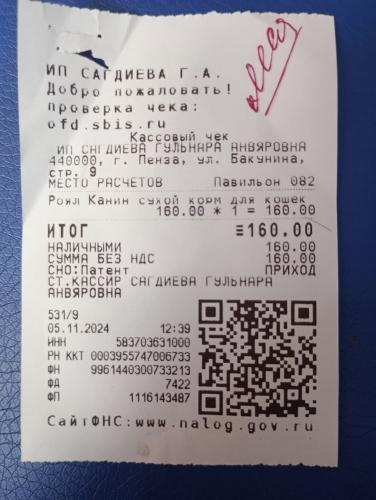 ИП САГДИЕВА Г.А.
Добро пожаловать!
проверка чека:
ofd.sbis.ru
Кассовый чек
ИП САГДИЕВА ГУЛЬНАРА АНВЯРОВНА
440000, г. Пенза, ул. Бакунина,
стр. 9
МЕСТО РАСЧЕТОВ Павильон 082
Роял Канин сухой корм для кошек
160.00 * 1 = 160.00
ИТОГ ≡160.00
НАЛИЧНЫМИ 160.00
СУММА БЕЗ НДС 160.00
СНО:Патент ПРИХОД
СТ.КАССИР САГДИЕВА ГУЛЬНАРА
АНВЯРОВНА
531/9
05.11.2024 12:39
ИНН 583703631000
РН ККТ 0003955747006733
ФН 9961440300733213
ФД 7422
ФП 1116143487
СайтФНС:www.nalog.gov.ru